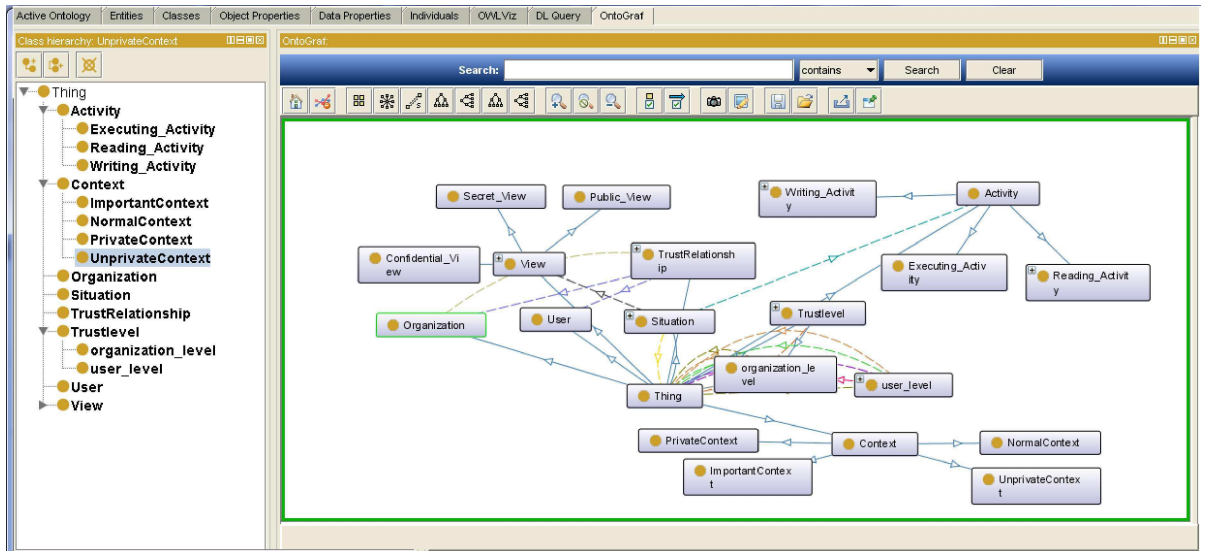 Active Ontology Entities Classes Object Properties Data Properties Individuals OWLViz DL Query OntoGraf
Class hierarchy: UnprivateContext
OntoGraf:
Search: contains Search Clear
Thing
Activity
Executing_Activity
Reading_Activity
Writing_Activity
Context
ImportantContext
NormalContext
PrivateContext
UnprivateContext
Organization
Situation
TrustRelationship
Trustlevel
organization_level
user_level
User
View
Secret_View
Public_View
Writing_Activit
y
Activity
Confidential_Vi
ew
View
TrustRelationsh
ip
Executing_Activ
ity
Reading_Activit
y
Organization
User
Situation
Trustlevel
organization_le
vel
user_level
Thing
PrivateContext
Context
NormalContext
ImportantContex
t
UnprivateContex
t